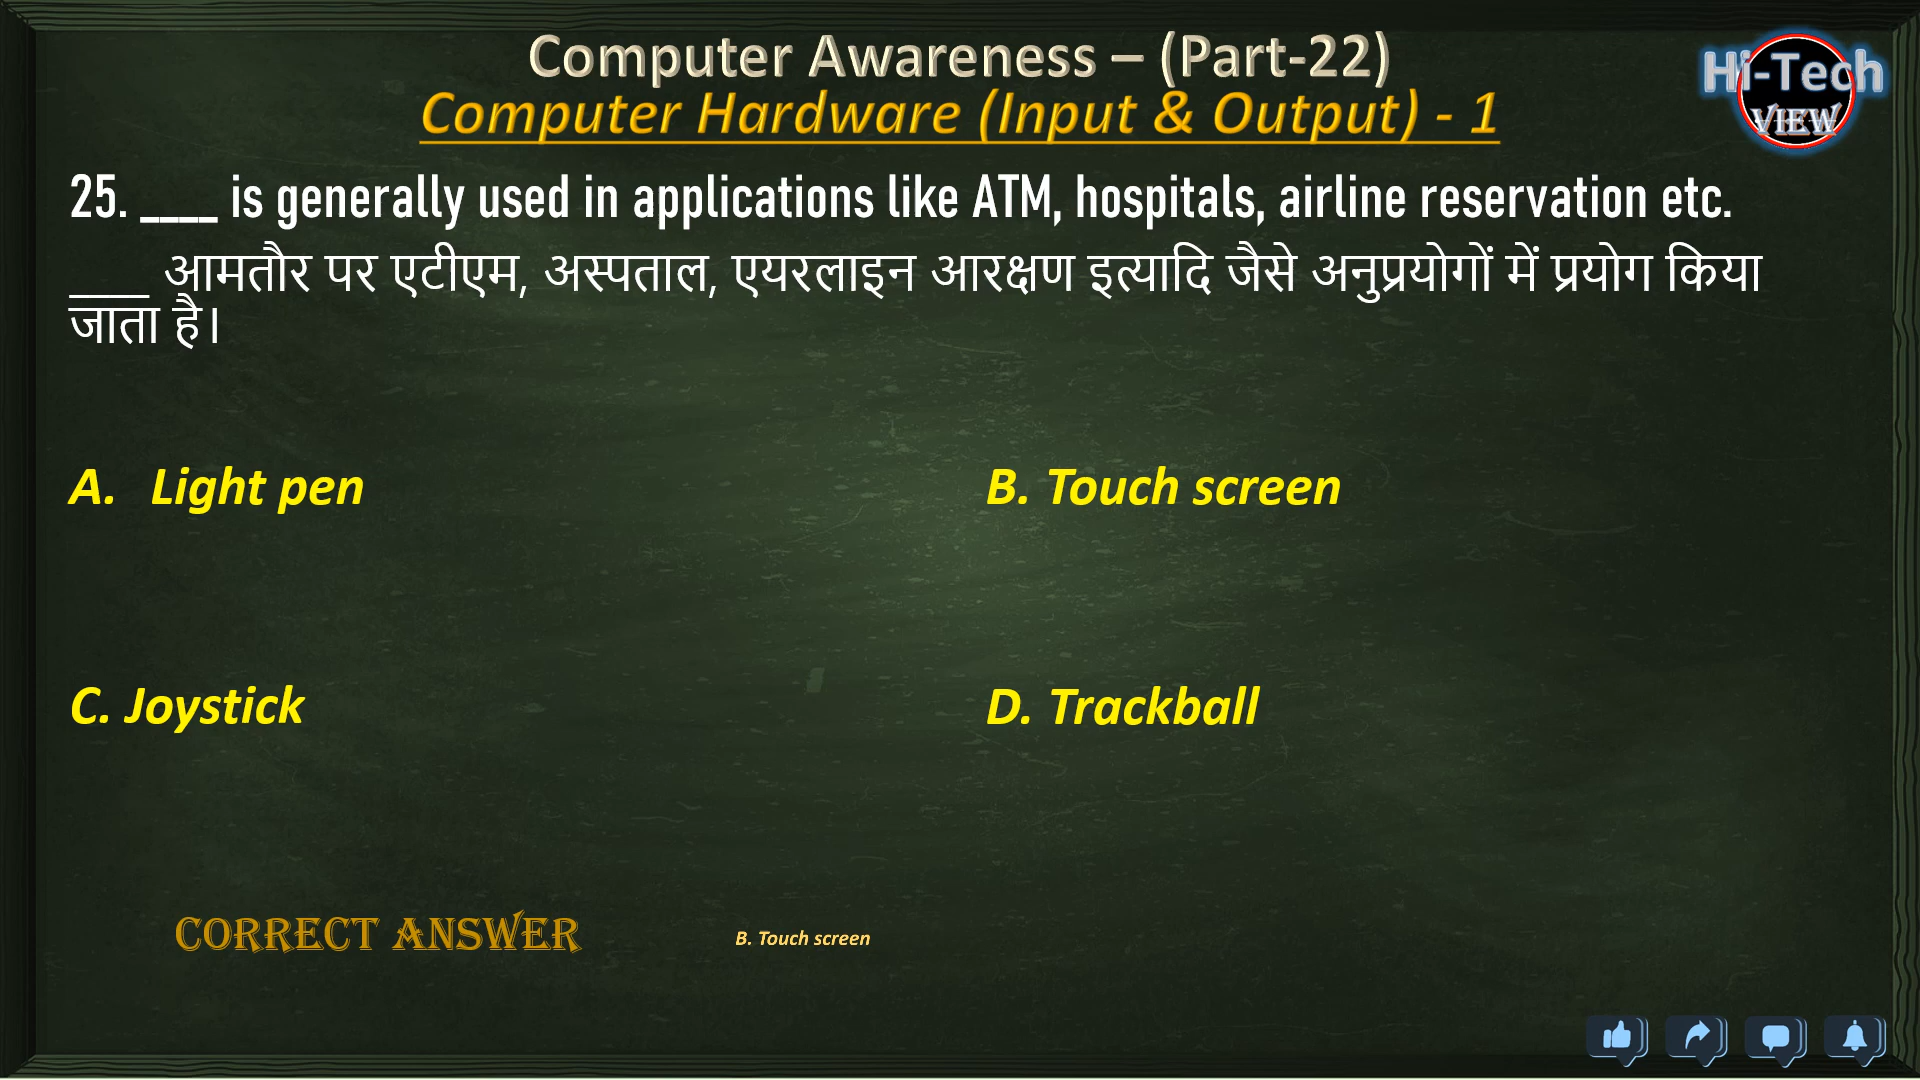 Computer Awareness – (Part-22)
Computer Hardware (Input & Output) - 1
Hi-Tech
VIEW
25. ____ is generally used in applications like ATM, hospitals, airline reservation etc.
____ आमतौर पर एटीएम, अस्पताल, एयरलाइन आरक्षण इत्यादि जैसे अनुप्रयोगों में प्रयोग किया
जाता है।
A. Light pen
B. Touch screen
C. Joystick
D. Trackball
CORRECT ANSWER
B. Touch screen